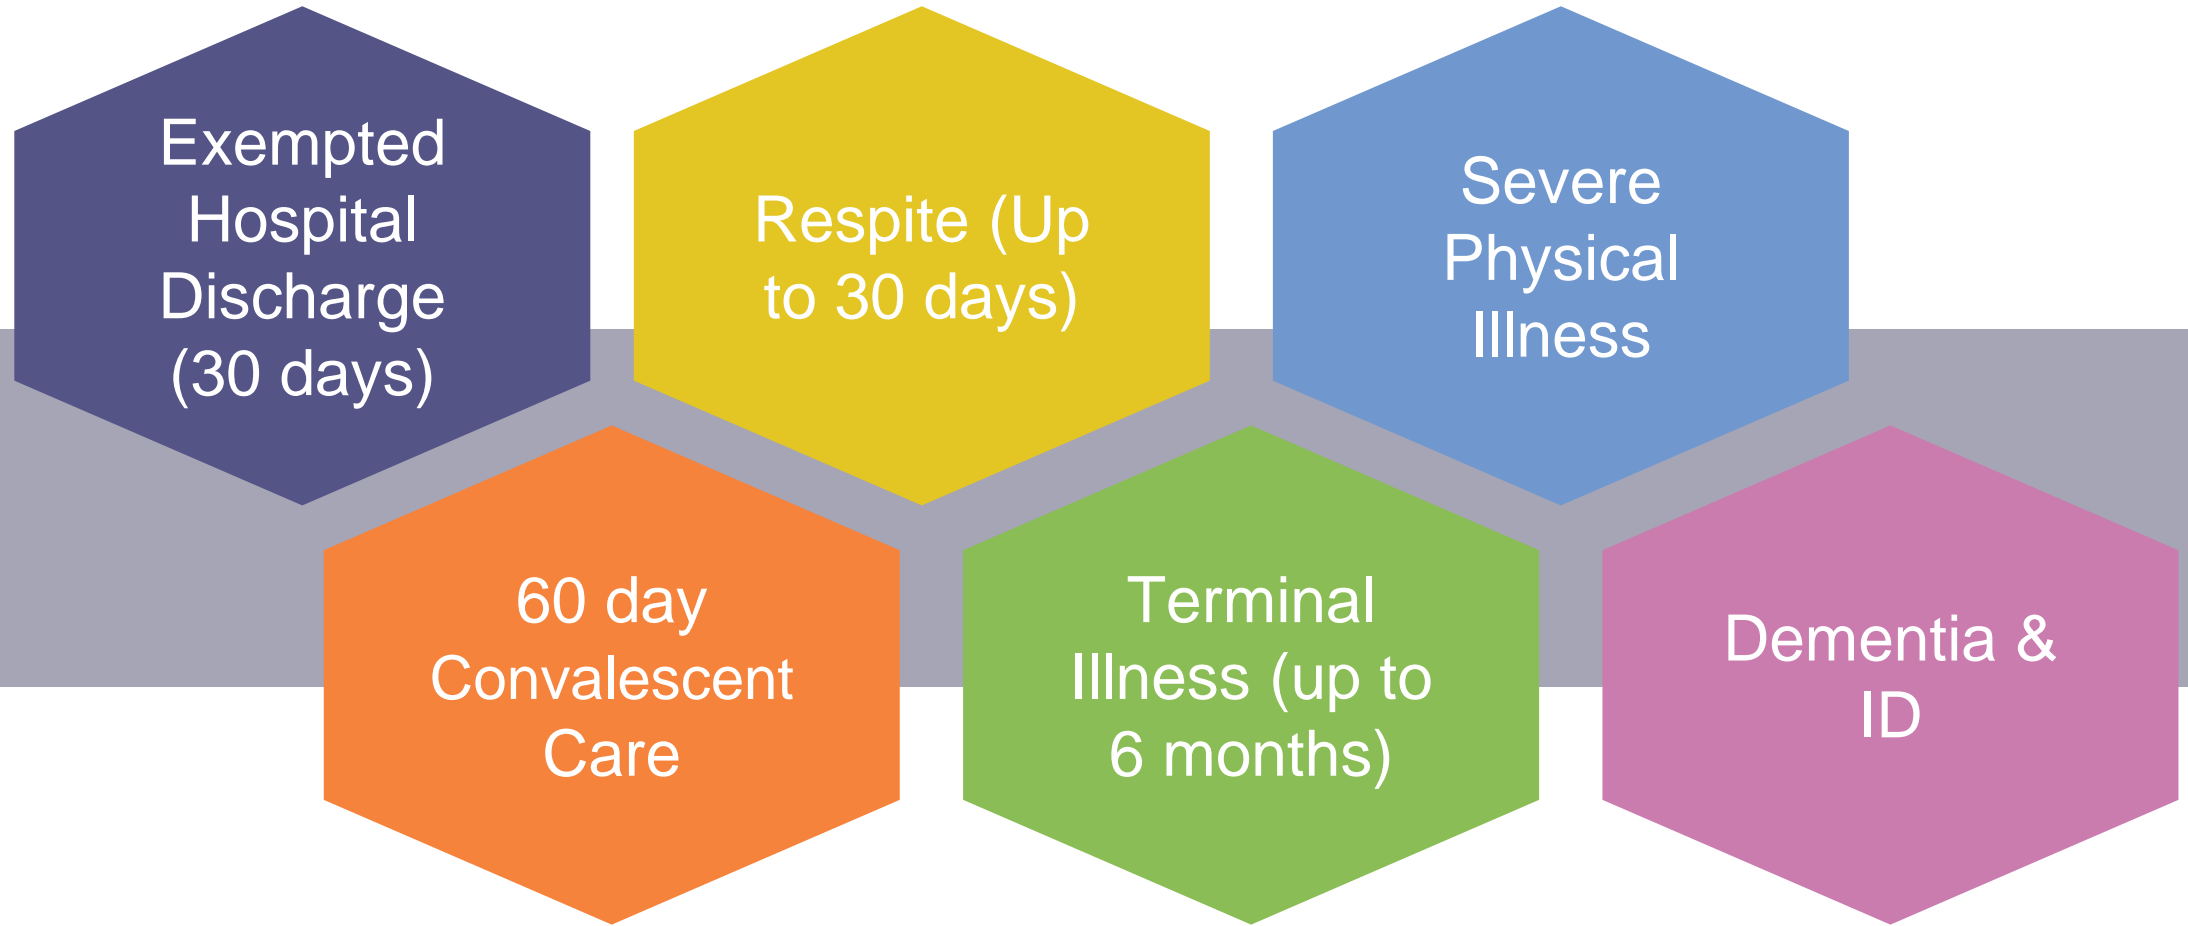 Exempted
Hospital
Discharge
(30 days)
Respite (Up
to 30 days)
Severe
Physical
Illness
60 day
Convalescent
Care
Terminal
Illness (up to
6 months)
Dementia &
ID